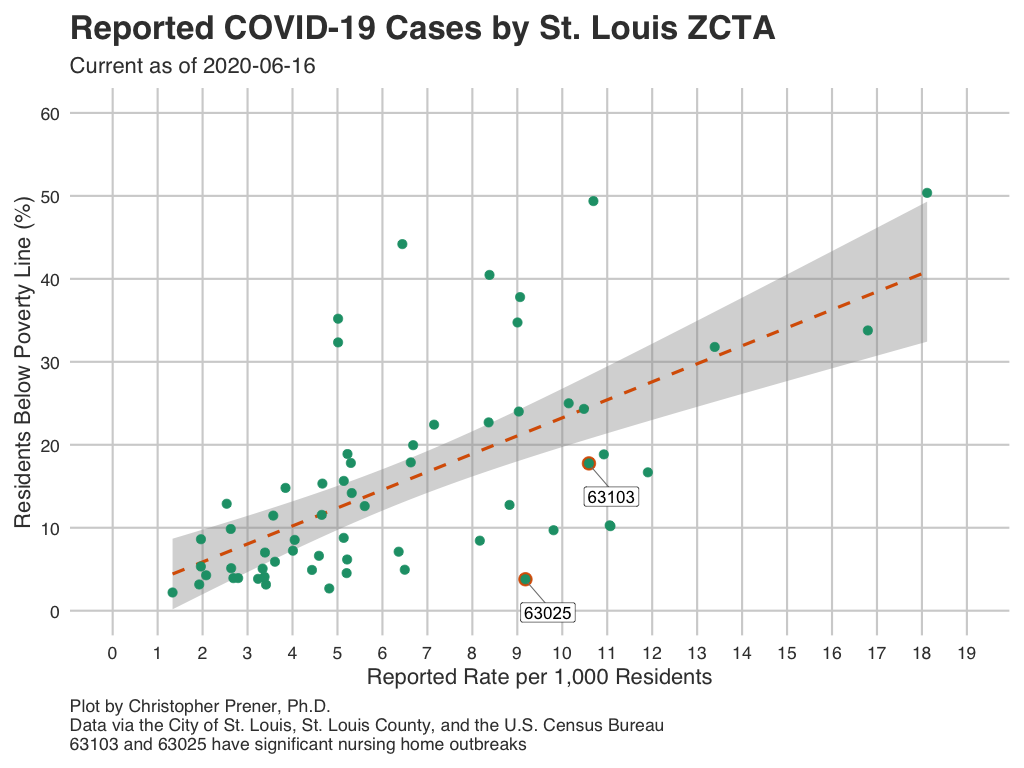 Reported COVID-19 Cases by St. Louis ZCTA
Current as of 2020-06-16
Residents Below Poverty Line (%)
60
50
40
30
20
10
0
63103
63025
0 1 2 3 4 5 6 7 8 9 10 11 12 13 14 15 16 17 18 19
Reported Rate per 1,000 Residents
Plot by Christopher Prener, Ph.D.
Data via the City of St. Louis, St. Louis County, and the U.S. Census Bureau
63103 and 63025 have significant nursing home outbreaks